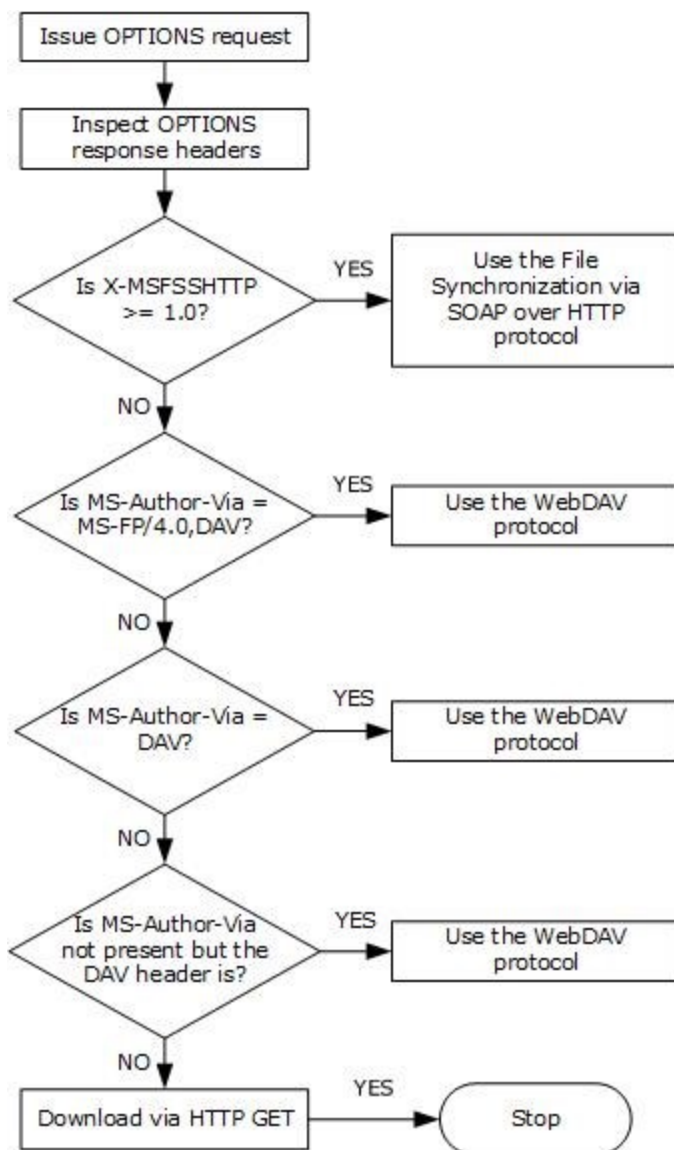 Issue OPTIONS request
Inspect OPTIONS
response headers
Is X-MSFSSHTTP
>= 1.0?
YES
Use the File
Synchronization via
SOAP over HTTP
protocol
NO
Is MS-Author-Via =
MS-FP/4.0,DAV?
YES
Use the WebDAV
protocol
NO
Is MS-Author-Via =
DAV?
YES
Use the WebDAV
protocol
NO
Is MS-Author-Via
not present but the
DAV header is?
YES
Use the WebDAV
protocol
NO
Download via HTTP GET
YES
Stop